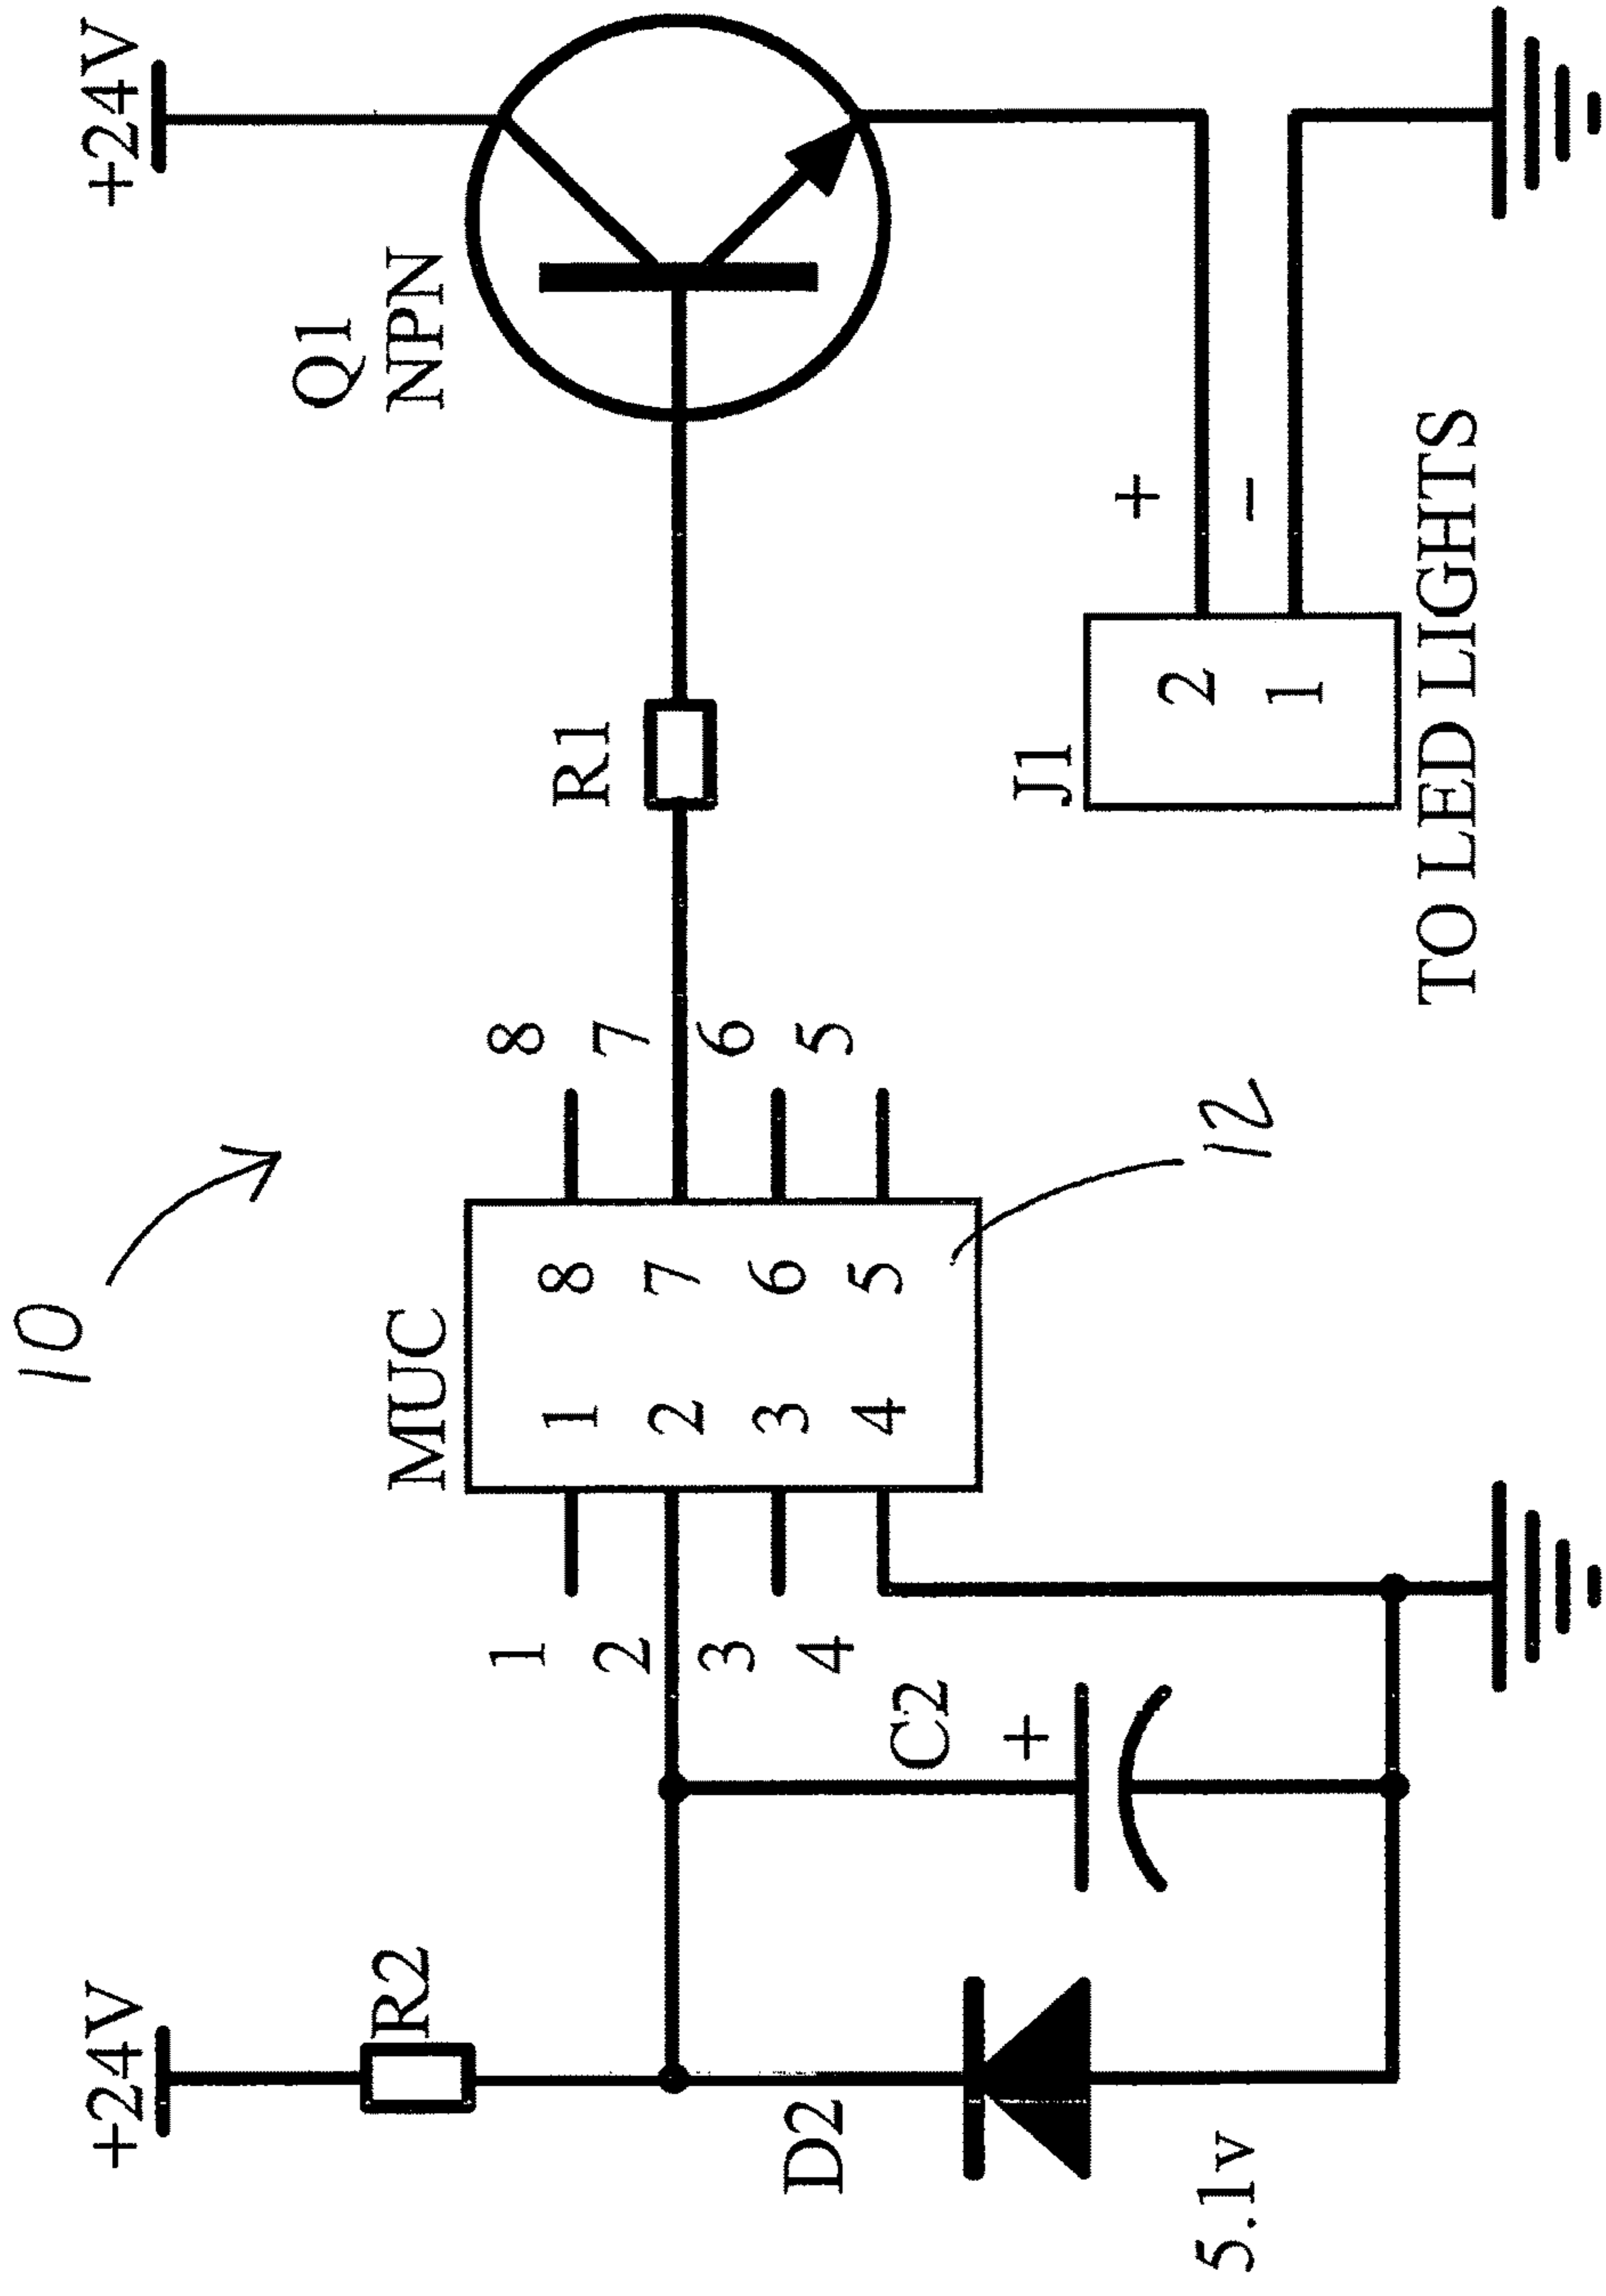 10
+24V
+24V
Q1
NPN
R2
MUC
1
8
1 8
R1
2
7
2 7
3
6
3 6
D2
4
5
4 5
C2
+
J1
+
2
5.1v
12
−
1
TO LED LIGHTS